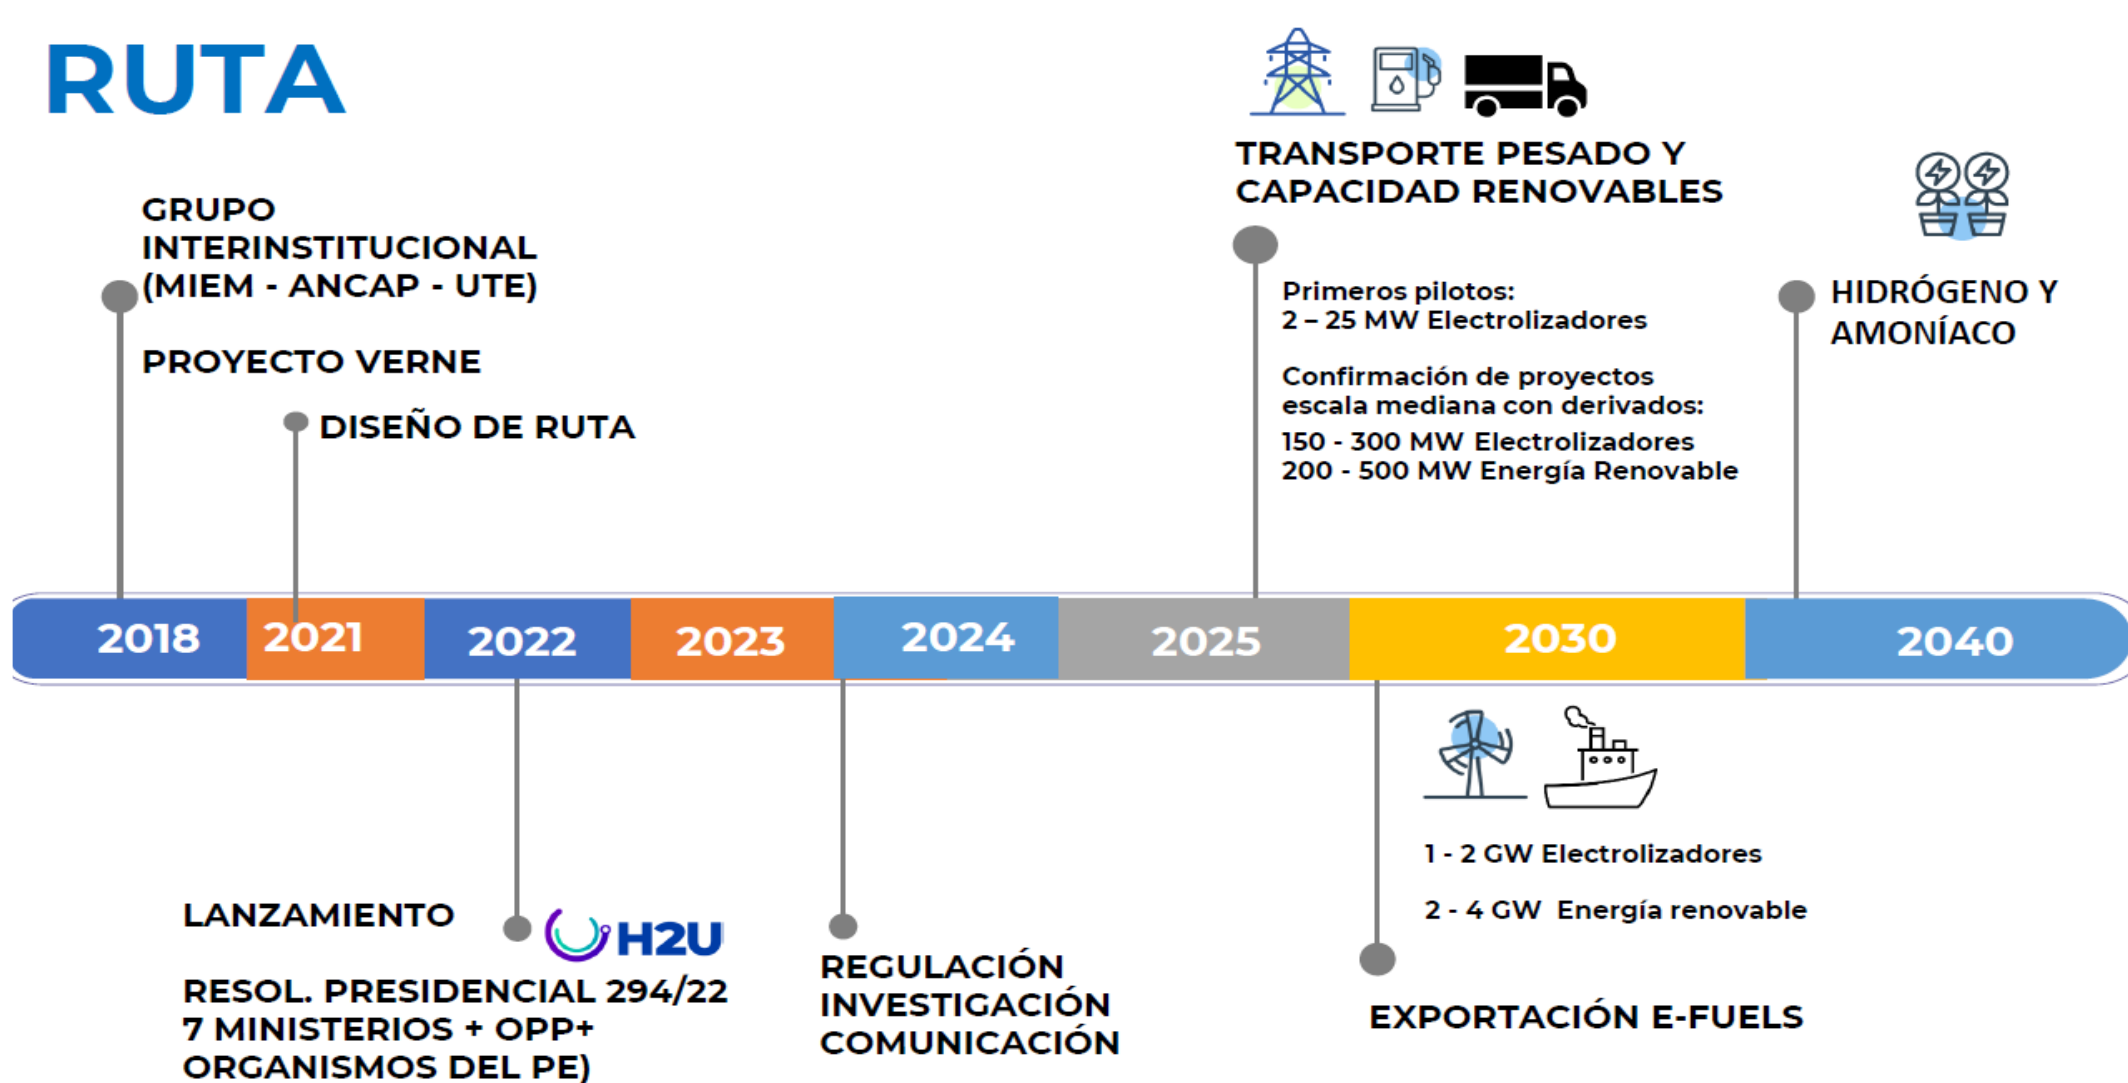 RUTA
GRUPO
INTERINSTITUCIONAL
(MIEM - ANCAP - UTE)
PROYECTO VERNE
DISEÑO DE RUTA
TRANSPORTE PESADO Y
CAPACIDAD RENOVABLES
Primeros pilotos:
2 – 25 MW Electrolizadores
Confirmación de proyectos
escala mediana con derivados:
150 - 300 MW Electrolizadores
200 - 500 MW Energía Renovable
HIDRÓGENO Y
AMONÍACO
2018
2021
2022
2023
2024
2025
2030
2040
LANZAMIENTO
H2U
RESOL. PRESIDENCIAL 294/22
7 MINISTERIOS + OPP+
ORGANISMOS DEL PE)
REGULACIÓN
INVESTIGACIÓN
COMUNICACIÓN
1 - 2 GW Electrolizadores
2 - 4 GW Energía renovable
EXPORTACIÓN E-FUELS